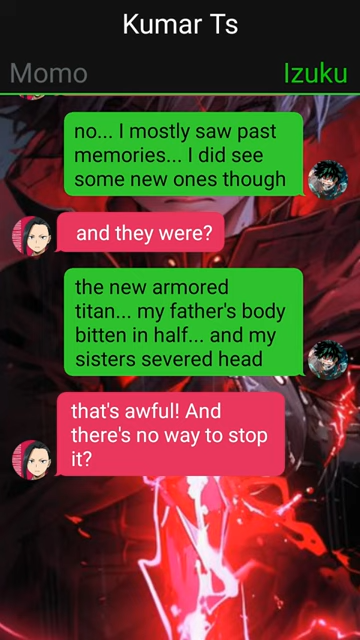 Kumar Ts
Momo
Izuku
no... I mostly saw past
memories... I did see
some new ones though
and they were?
the new armored
titan... my father's body
bitten in half... and my
sisters severed head
that's awful! And
there's no way to stop
it?